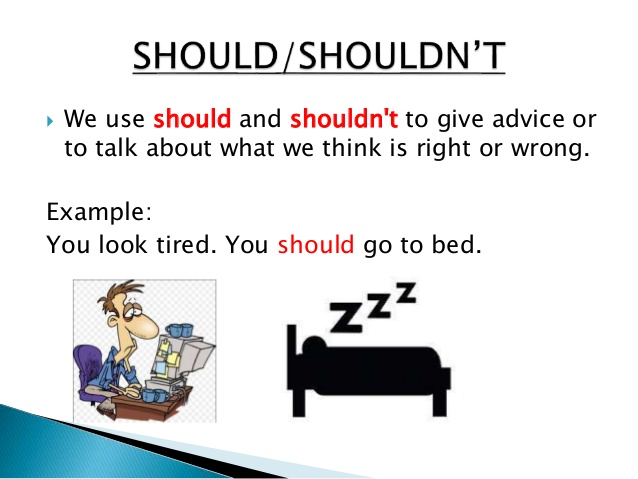 SHOULD/SHOULDN’T
We use should and shouldn't to give advice or
to talk about what we think is right or wrong.
Example:
You look tired. You should go to bed.
z z z